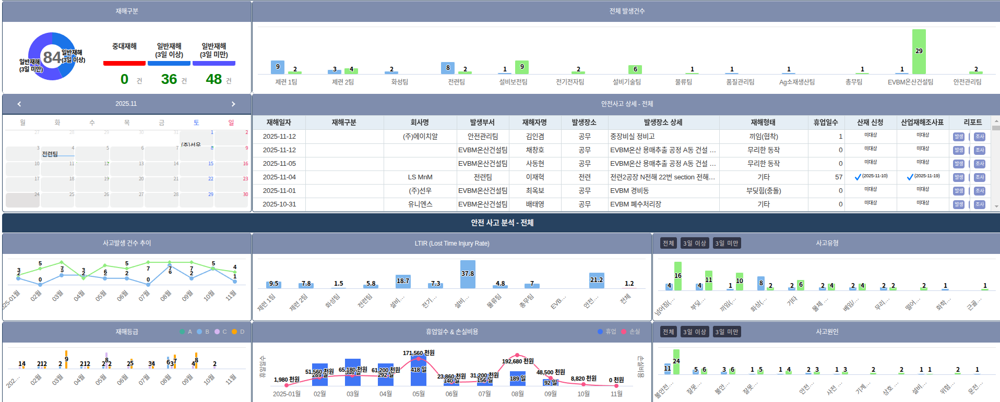 재해구분
84
일반재해
(3일 이상)
일반재해
(3일 미만)
중대재해
일반재해
(3일 이상)
일반재해
(3일 미만)
0 건 36 건 48 건
전체 발생건수
9 2 3 4 2 8 2 1 9 2 6 1 1 1 1 1 29 2
제련 1팀 제련 2팀 화성팀 전련팀 설비보전팀 전기전자팀 설비기술팀 물류팀 품질관리팀 Ag소재생산팀 총무팀 EVBM온산건설팀 안전관리팀
2025.11
월 화 수 목 금 토 일
27 28 29 30 31 1 2
(주)선우
3 4 5 6 7 8 9
전련팀
10 11 12 13 14 15 16
17 18 19 20 21 22 23
24 25 26 27 28 29 30
안전사고 상세 - 전체
재해일자 재해구분 회사명 발생부서 재해자명 발생장소 발생장소 상세 재해형태 휴업일수 산재 신청 산업재해조사표 리포트
2025-11-12 (주)에이치알 안전관리팀 김인겸 공무 중장비실 정비고 끼임(협착) 1 미대상 미대상 발생 조사
2025-11-12 EVBM온산건설팀 채창호 공무 EVBM온산 용매추출 공정 A동 건설 … 무리한 동작 0 미대상 미대상 발생 조사
2025-11-05 EVBM온산건설팀 사동현 공무 EVBM온산 용매추출 공정 A동 건설 … 무리한 동작 0 미대상 미대상 발생 조사
2025-11-04 LS MnM 전련팀 이재혁 전련 전련2공장 N전해 22번 section 전해… 기타 57 (2025-11-10) (2025-11-19) 발생 조사
2025-11-01 (주)선우 EVBM온산건설팀 최옥보 공무 EVBM 경비동 부딪힘(충돌) 0 미대상 미대상 발생 조사
2025-10-31 유니엔스 EVBM온산건설팀 배태영 공무 EVBM 폐수처리장 기타 0 미대상 미대상 발생 조사
안전 사고 분석 - 전체
사고발생 건수 추이
3 5 7 3 6 5 7 6 7 5 4
2 0 3 2 2 2 0 7 2 1
02월 03월 04월 05월 06월 07월 08월 09월 10월 11월
LTIR (Lost Time Injury Rate)
9.5 7.8 1.5 5.8 18.7 7.3 37.8 4.8 7 21.2 1.2
제련 1팀 제련 2팀 화성팀 전련팀 설비… 전기… 설비… 물류팀 총무팀 EVB… 안전… 전체
전체 3일 이상 3일 미만
사고유형
4 16 4 11 1 10 8 2 2 6 2 4 2 4 2 2 2 1 1
넘어짐(… 부딪… 끼임(… 화상(… 기타 물체 … 베임/… 무리… 떨어… 화학… 근골…
재해등급
A B C D
1 4 2 1 2 2 9 2 1 2 2 8 2 2 5 3 4 6 3 7 4 8 2
202… 02월 03월 04월 05월 06월 07월 08월 09월 10월 11월
휴업일수 & 손실비용
휴업 손실
휴업일수
손실비용
1,980 천원 51,560 천원 65,180 천원 61,200 천원 171,560 천원 23,860 천원 31,200 천원 192,680 천원 48,500 천원 8,820 천원 0 천원
292 일 418 일 140 일 156 일 189 일 92 일
2025-01월 02월 03월 04월 05월 06월 07월 08월 09월 10월 11월
전체 3일 이상 3일 미만
사고원인
11 24 5 6 3 6 1 5 1 4 2 3 1 3 2 2 1 1 2 1
불안전… 잘못… 불안… 잘못… 안전… 사전 … 기계… 상호 … 설비… 위험… 운전…